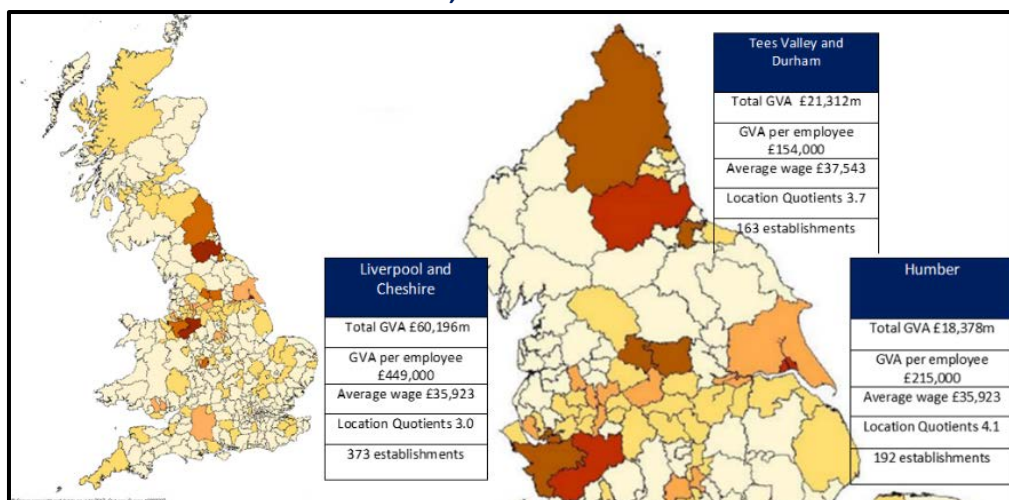 Tees Valley and
Durham
Total GVA £21,312m
GVA per employee
£154,000
Average wage £37,543
Location Quotients 3.7
163 establishments
Liverpool and
Cheshire
Total GVA £60,196m
GVA per employee
£449,000
Average wage £35,923
Location Quotients 3.0
373 establishments
Humber
Total GVA £18,378m
GVA per employee
£215,000
Average wage £35,923
Location Quotients 4.1
192 establishments